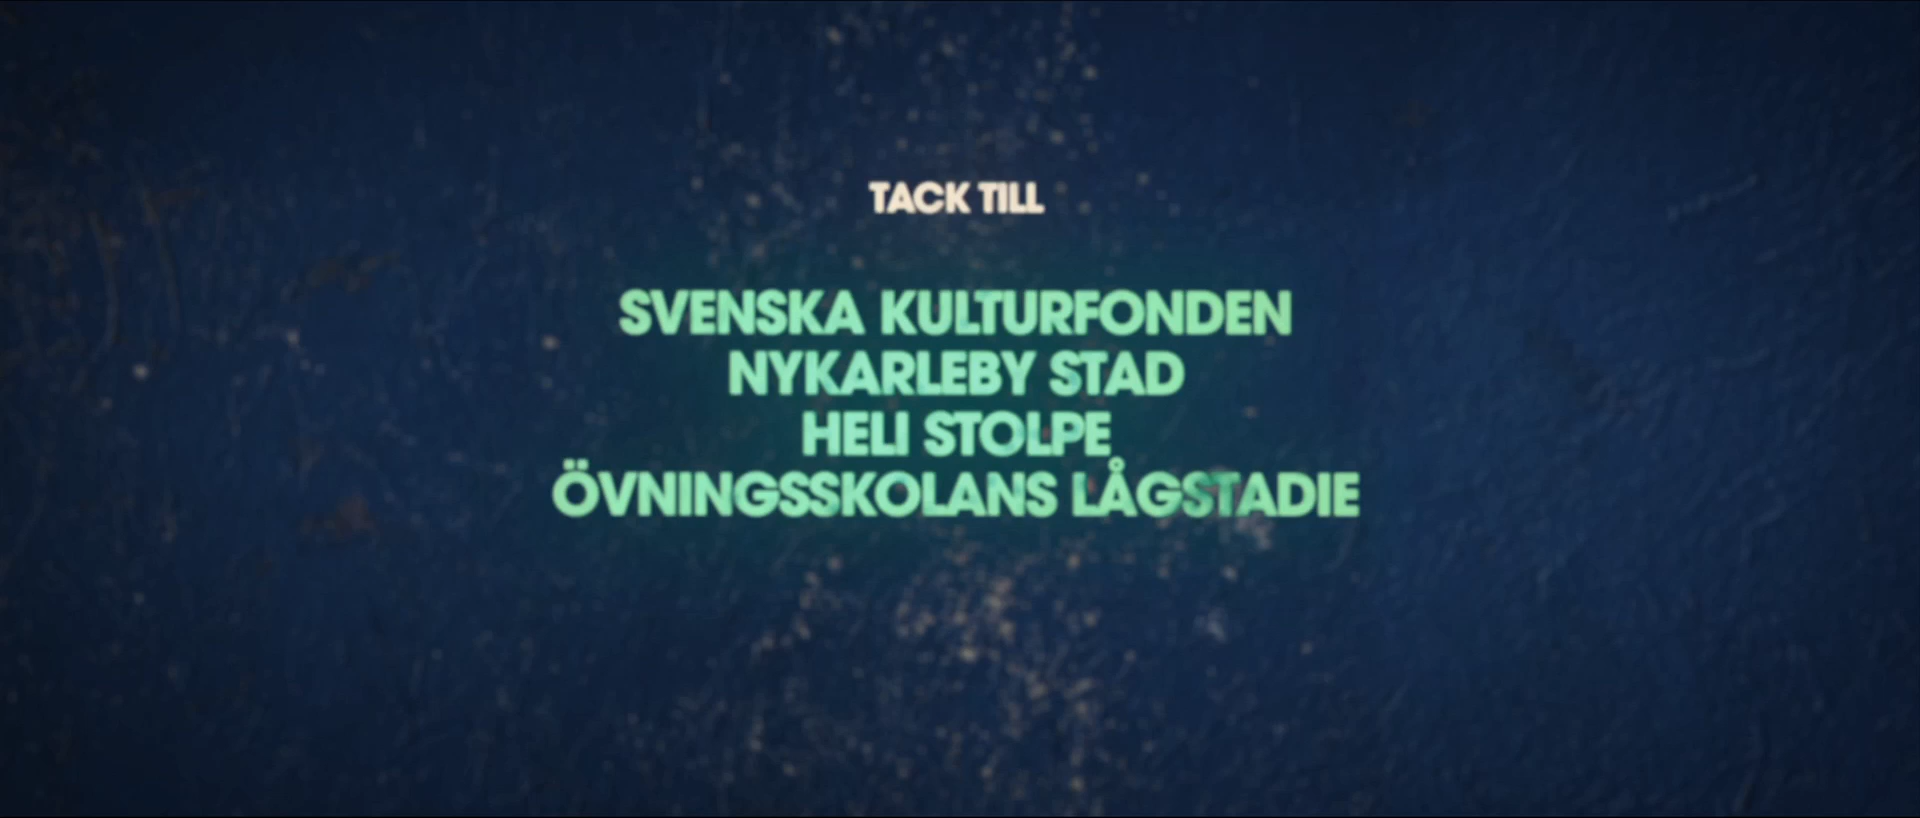 TACK TILL
SVENSKA KULTURFONDEN
NYKARLEBY STAD
HELI STOLPE
ÖVNINGSSKOLANS LÅGSTADIE